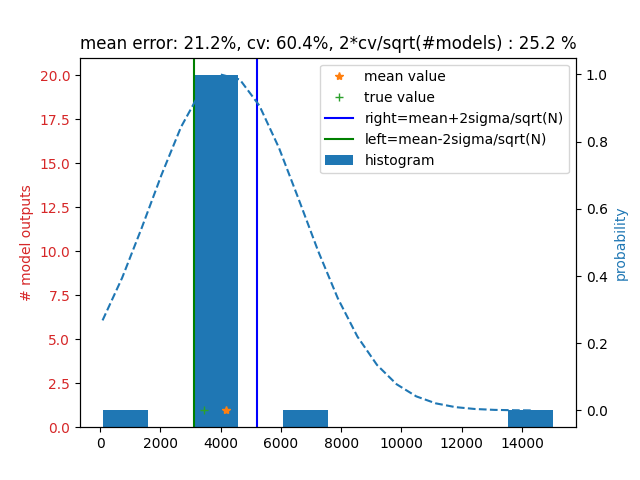 mean error: 21.2%, cv: 60.4%, 2*cv/sqrt(#models) : 25.2 %
mean value
true value
right=mean+2sigma/sqrt(N)
left=mean-2sigma/sqrt(N)
histogram
# model outputs
20.0
17.5
15.0
12.5
10.0
7.5
5.0
2.5
0.0
0
2000
4000
6000
8000
10000
12000
14000
1.0
0.8
0.6
0.4
0.2
0.0
probability